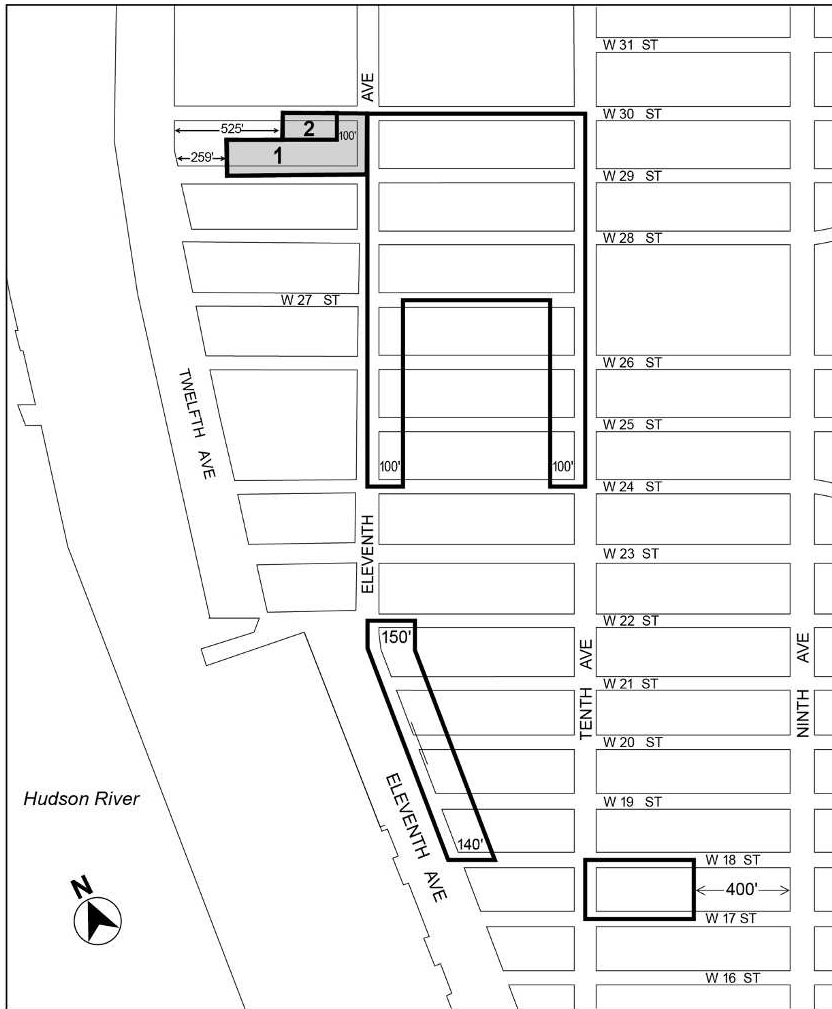 W 31 ST
AVE
W 30 ST
525'
2
100'
259'
1
W 29 ST
W 28 ST
W 27 ST
W 26 ST
TWELFTH AVE
W 25 ST
100'
100'
W 24 ST
ELEVENTH
W 23 ST
W 22 ST
150'
AVE
AVE
W 21 ST
TENTH
NINTH
W 20 ST
Hudson River
W 19 ST
ELEVENTH AVE
140'
W 18 ST
N
400'
W 17 ST
W 16 ST